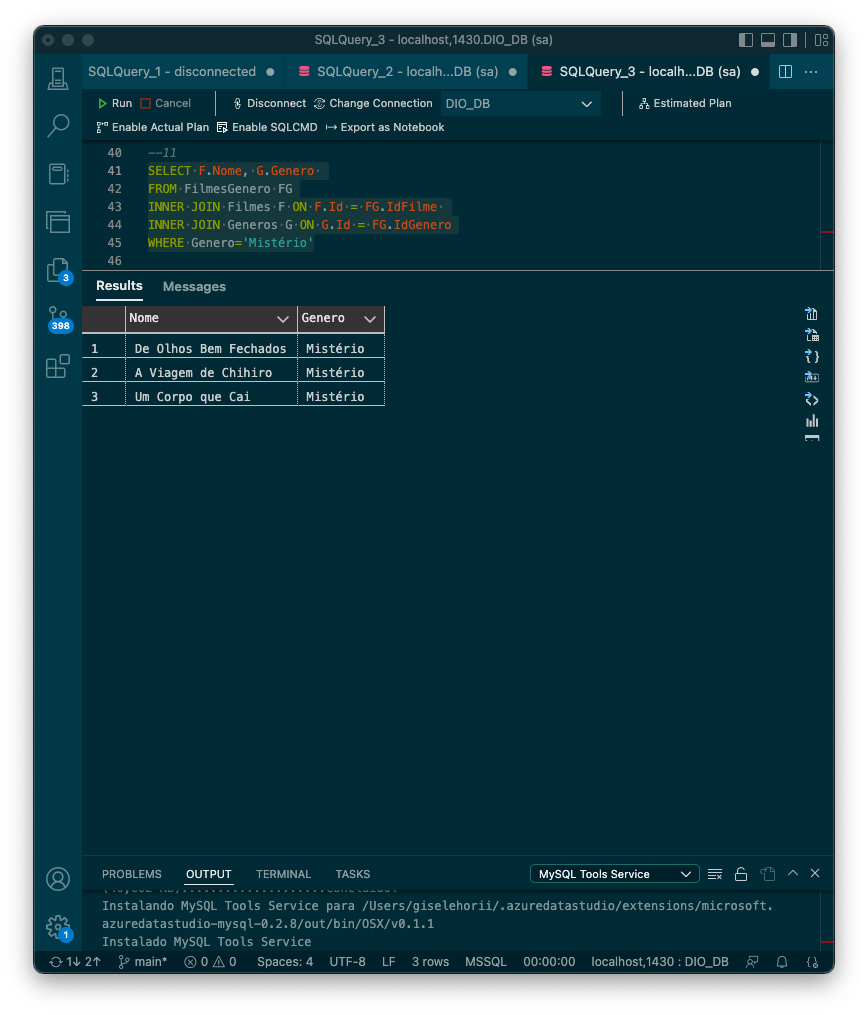 SQLQuery_3 - localhost,1430.DIO_DB (sa)
SQLQuery_1 - disconnected
SQLQuery_2 - localh...DB (sa)
SQLQuery_3 - localh...DB (sa)
Run
Cancel
Disconnect
Change Connection
DIO_DB
Estimated Plan
Enable Actual Plan
Enable SQLCMD
Export as Notebook
40 --11
41 SELECT F.Nome, G.Genero
42 FROM FilmesGenero FG
43 INNER JOIN Filmes F ON F.Id = FG.IdFilme
44 INNER JOIN Generos G ON G.Id = FG.IdGenero
45 WHERE Genero='Mistério'
46
Results Messages
Nome Genero
1 De Olhos Bem Fechados Mistério
2 A Viagem de Chihiro Mistério
3 Um Corpo que Cai Mistério
3
398
1
PROBLEMS OUTPUT TERMINAL TASKS
MySQL Tools Service
Instalando MySQL Tools Service para /Users/giselehorii/.azuredatastudio/extensions/microsoft.
azuredatastudio-mysql-0.2.8/out/bin/OSX/v0.1.1
Instalado MySQL Tools Service
1↓ 2↑ main* 0 0 Spaces: 4 UTF-8 LF 3 rows MSSQL 00:00:00 localhost,1430 : DIO_DB